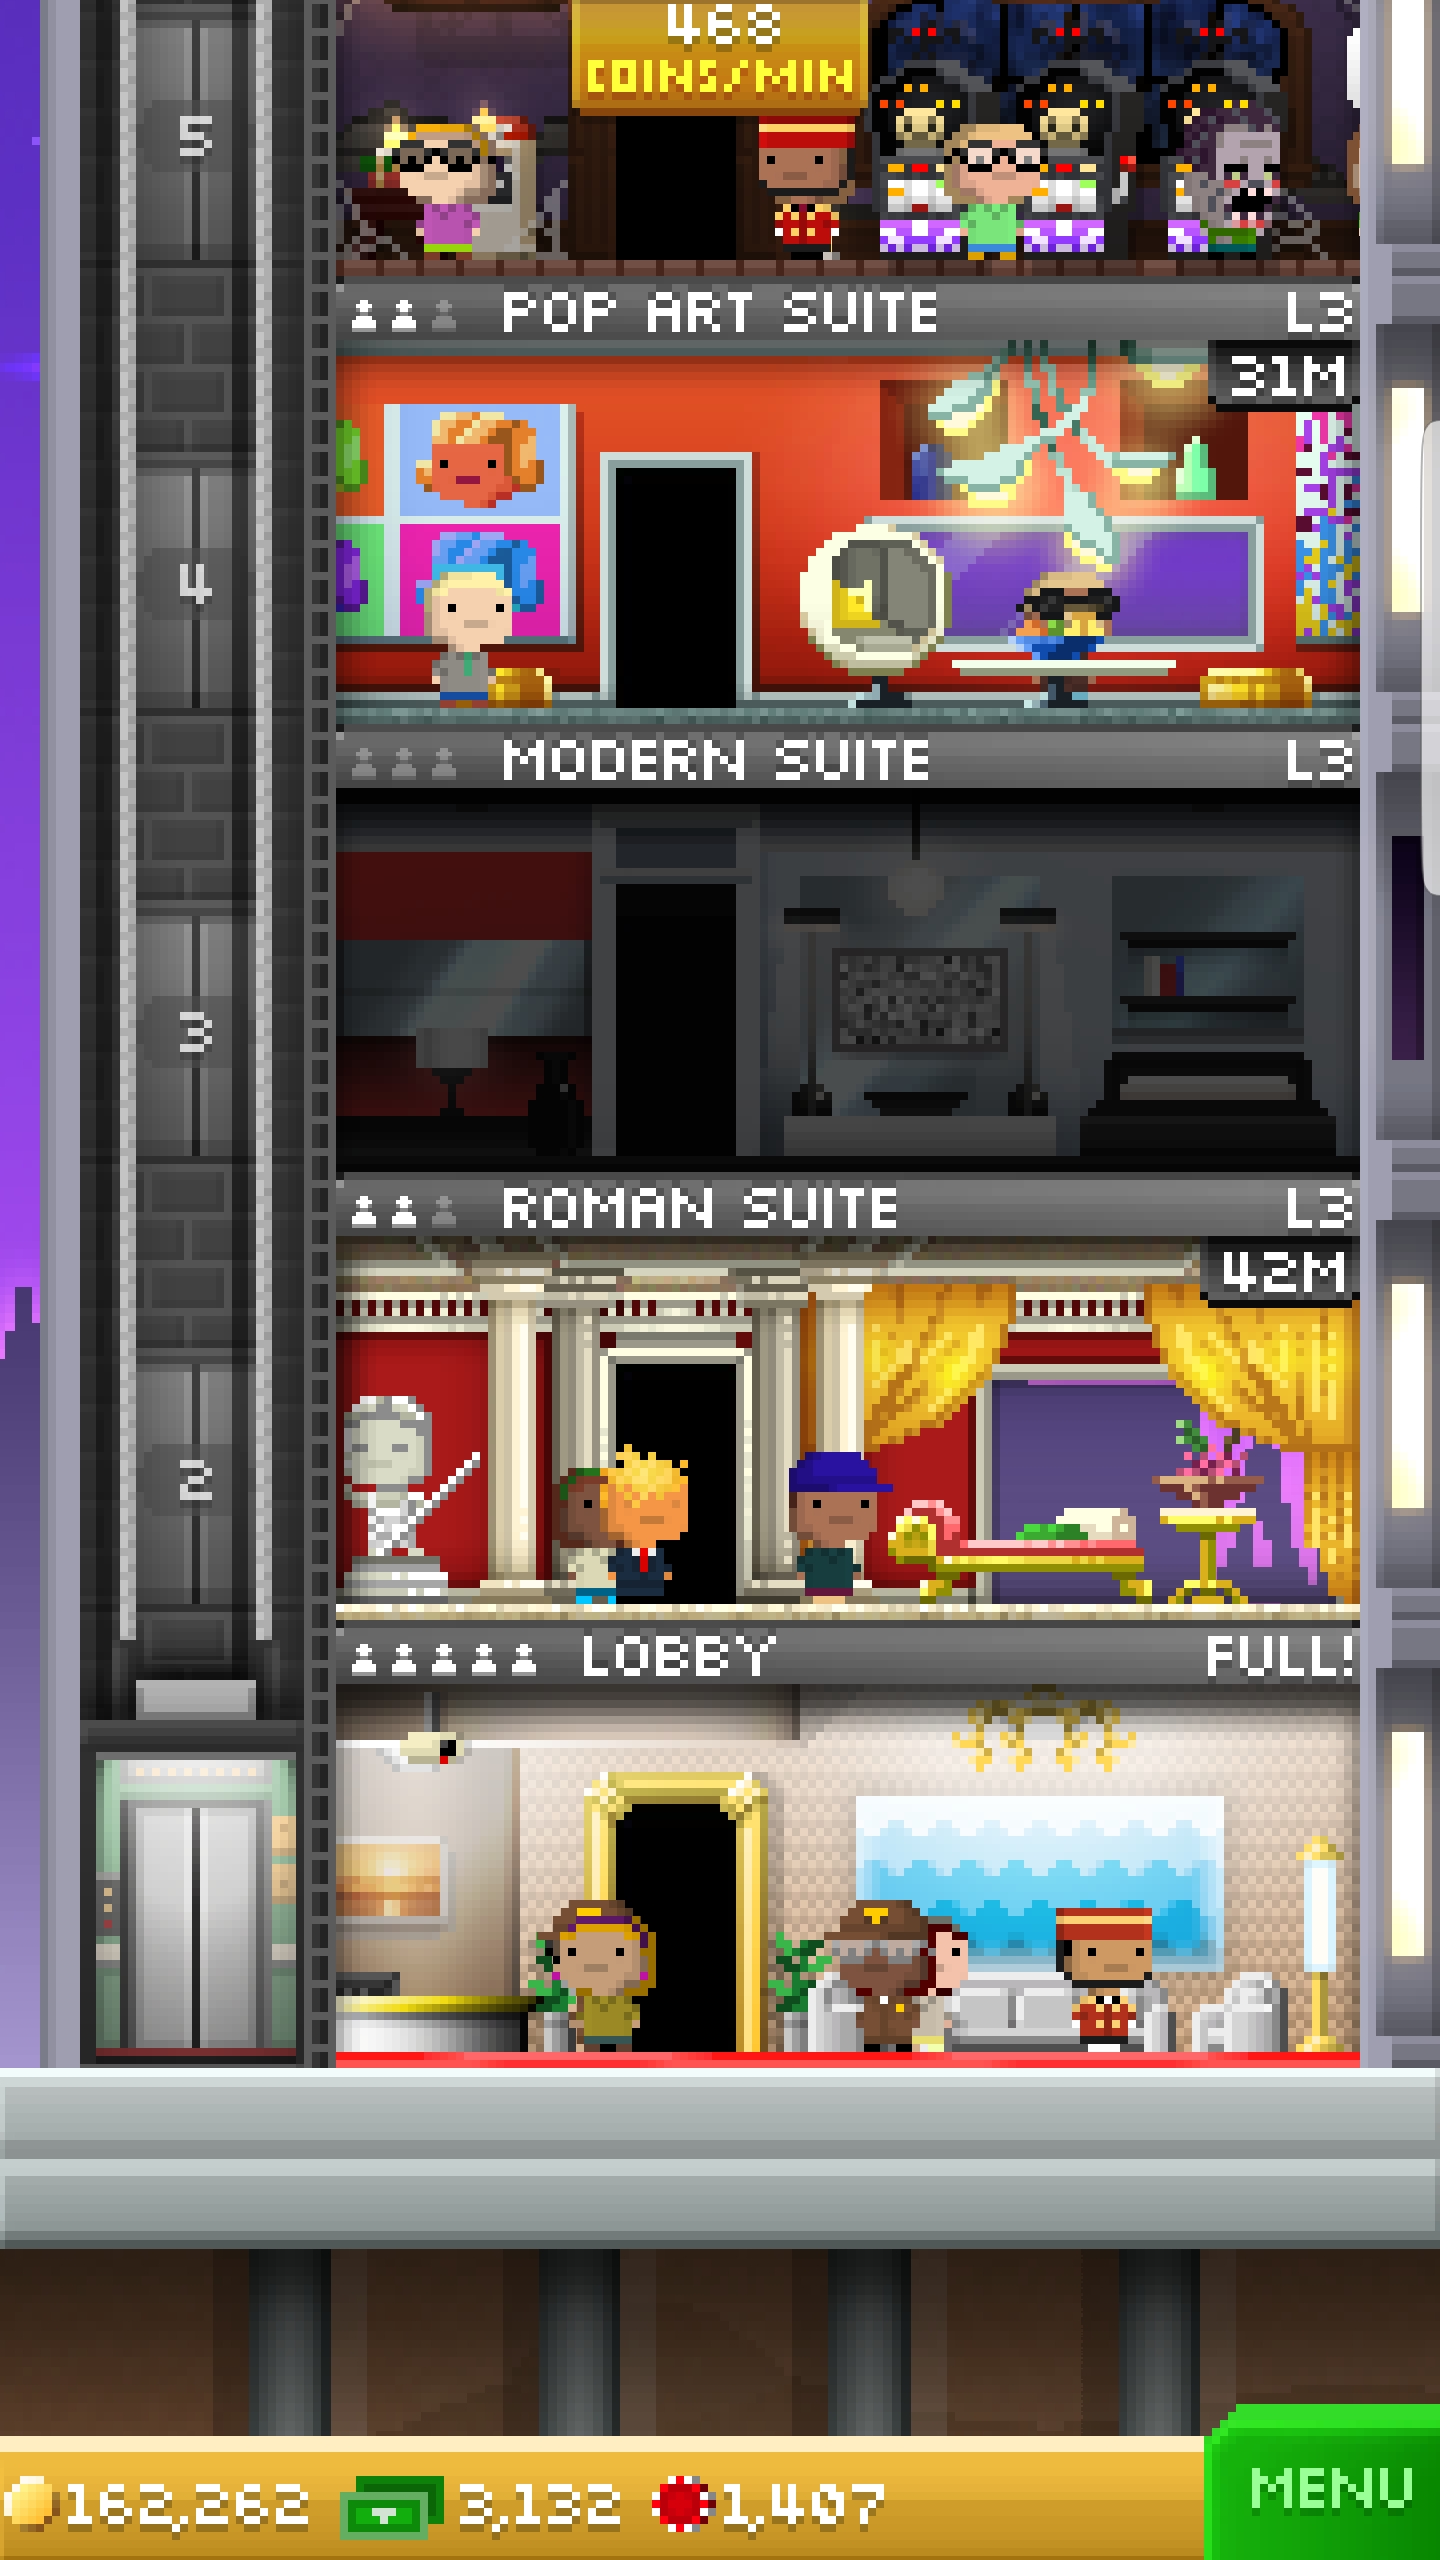 468
COINS/MIN
5
POP ART SUITE L3
31M
4
MODERN SUITE L3
3
ROMAN SUITE L3
42M
2
LOBBY FULL!
162,262 3,132 1,407
MENU